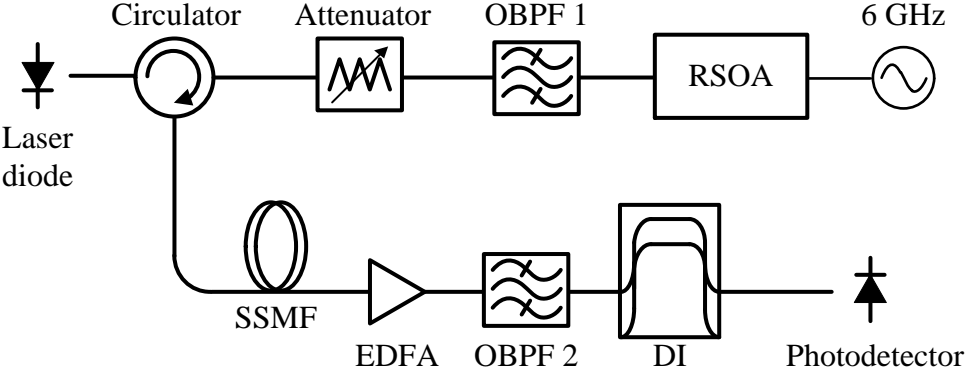 Circulator
Attenuator
OBPF 1
6 GHz
RSOA
Laser
diode
SSMF
EDFA
OBPF 2
DI
Photodetector